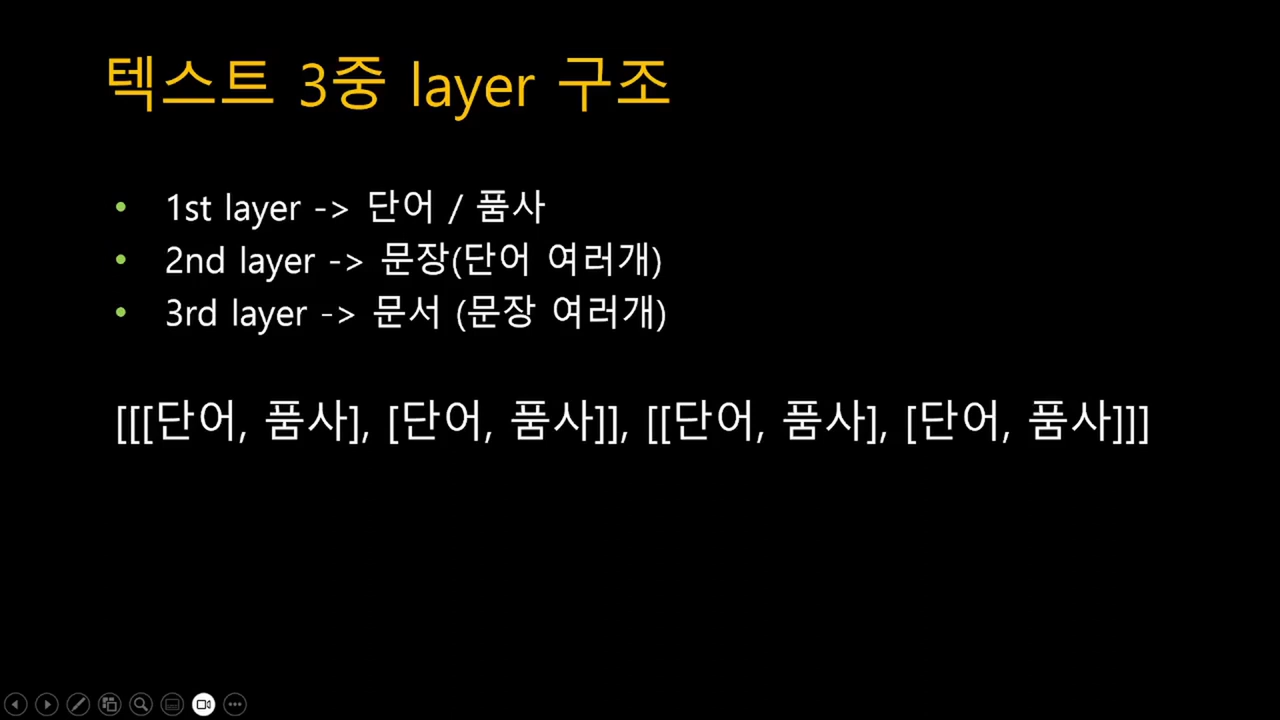 텍스트 3중 layer 구조
• 1st layer -> 단어 / 품사
• 2nd layer -> 문장(단어 여러개)
• 3rd layer -> 문서 (문장 여러개)
[[[단어, 품사], [단어, 품사]], [[단어, 품사], [단어, 품사]]]